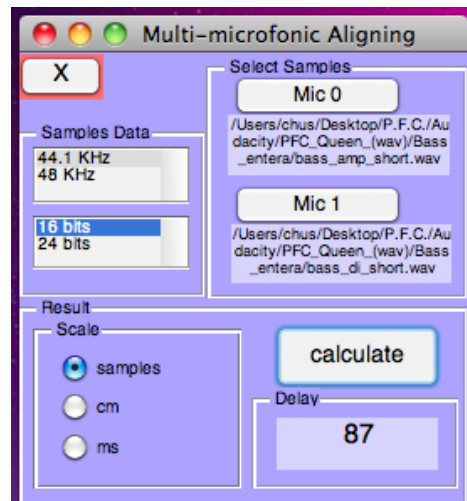 Multi-microfonic Aligning
X
Select Samples
Mic 0
/Users/chus/Desktop/P.F.C./Au
dacity/PFC_Queen_(wav)/Bass
_entera/bass_amp_short.wav
Mic 1
/Users/chus/Desktop/P.F.C./Au
dacity/PFC_Queen_(wav)/Bass
_entera/bass_di_short.wav
Samples Data
44.1 KHz
48 KHz
16 bits
24 bits
Result
Scale
samples
cm
ms
calculate
Delay
87